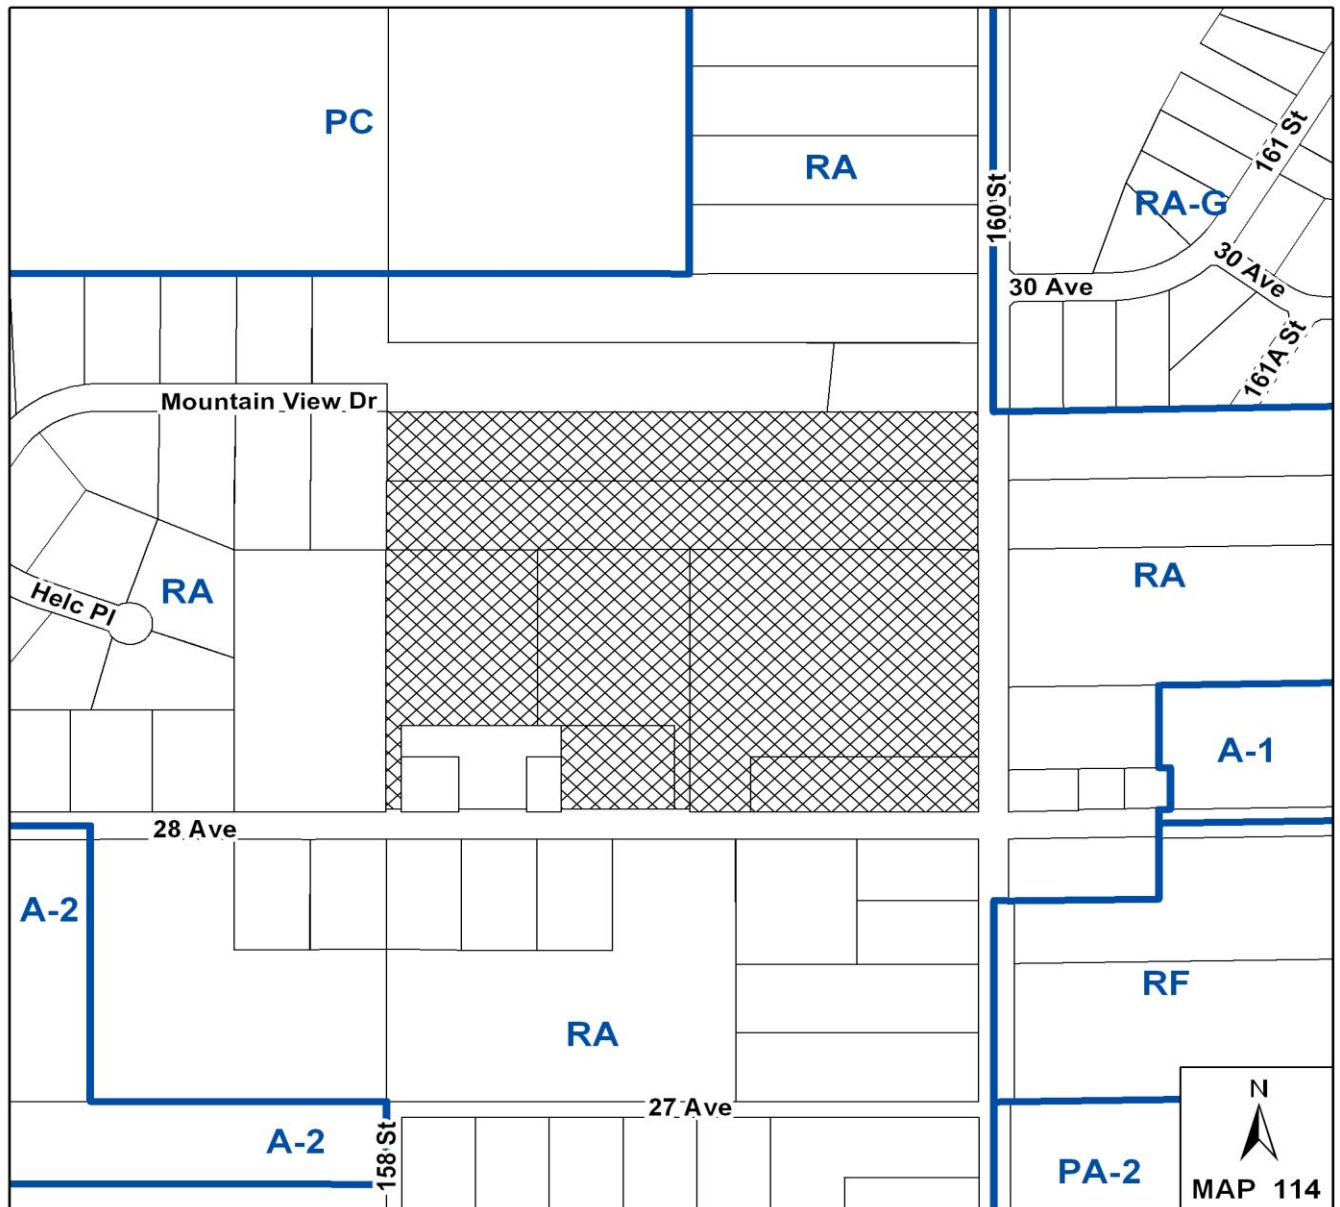 PC
RA
160 St
161 St
RA-G
30 Ave
30 Ave
161A St
Mountain View Dr
RA
Helc Pl
RA
A-1
28 Ave
A-2
RF
RA
27 Ave
A-2
158 St
PA-2
N
MAP 114